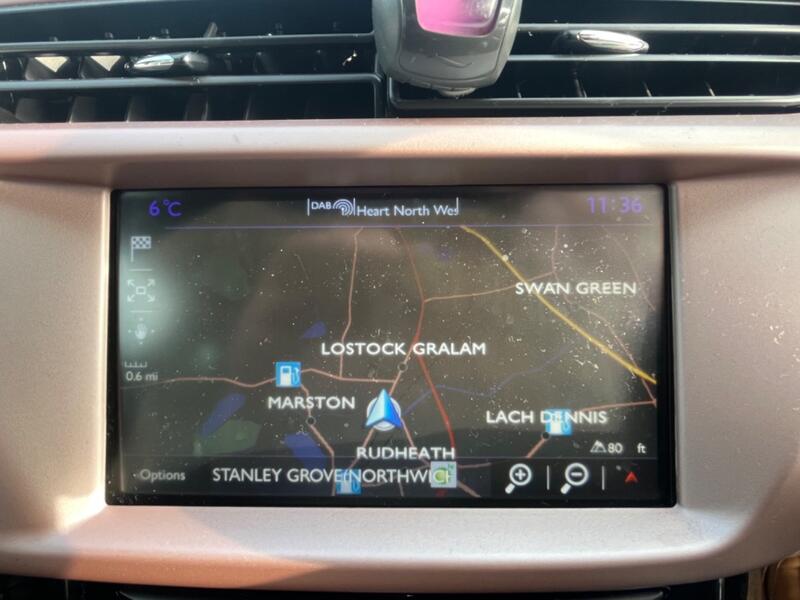 6°C
DAB Heart North Wes
11:36
SWAN GREEN
LOSTOCK GRALAM
0.6 mi
MARSTON
LACH DENNIS
RUDHEATH
80 ft
Options
STANLEY GROVE(NORTHWICH